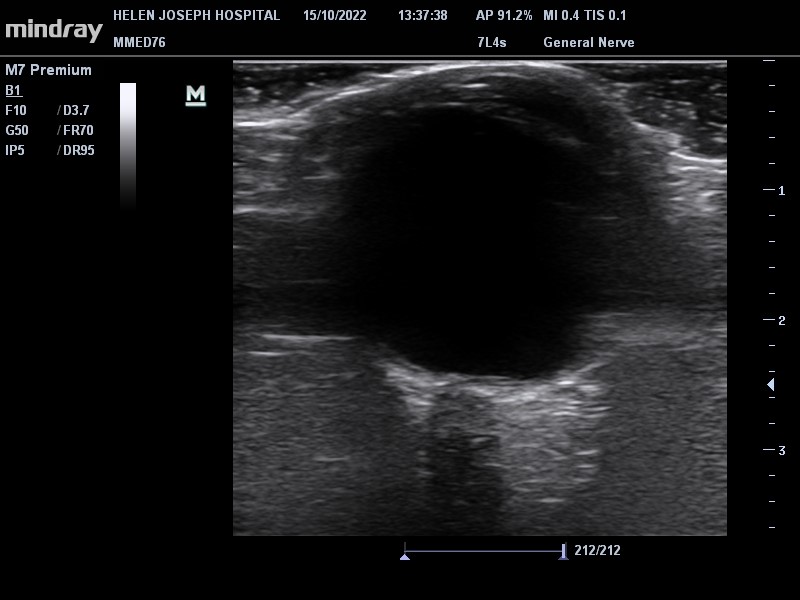 mindray
HELEN JOSEPH HOSPITAL 15/10/2022 13:37:38 AP 91.2% MI 0.4 TIS 0.1
MMED76 7L4s General Nerve
M7 Premium
B1
F10 / D3.7
G50 / FR70
IP5 / DR95
M
1
2
3
212/212